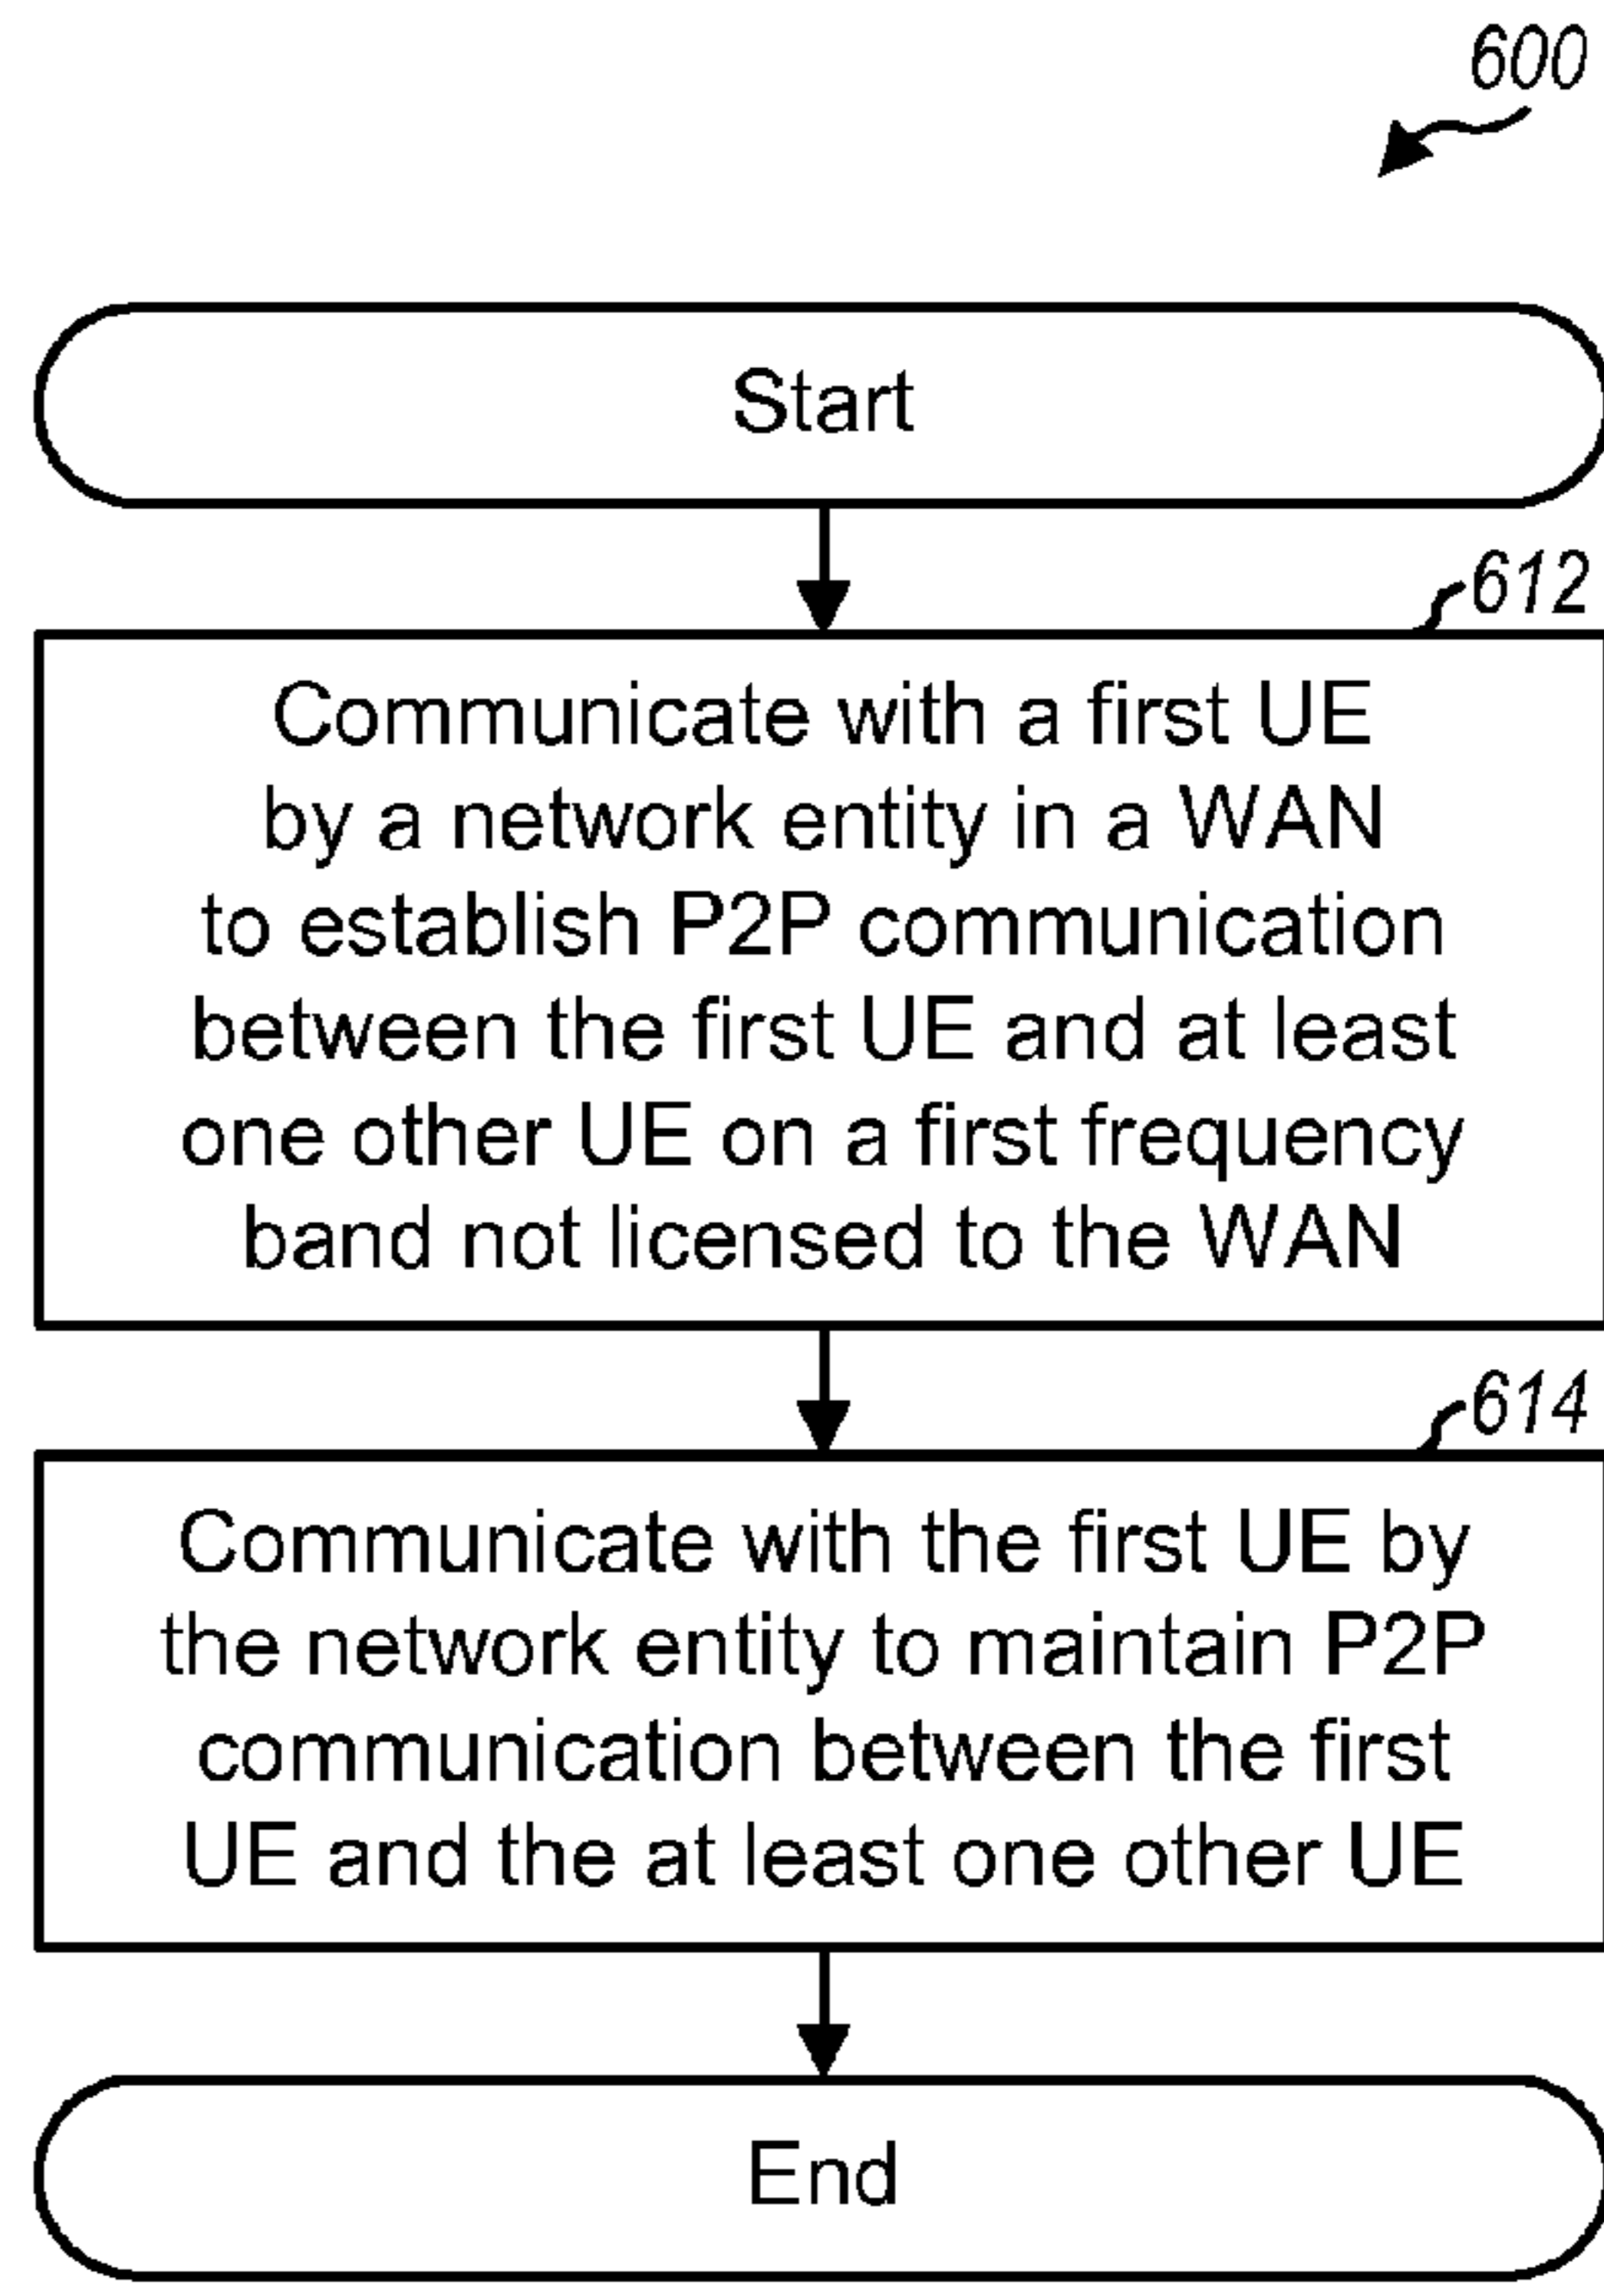 600
Start
612
Communicate with a first UE
by a network entity in a WAN
to establish P2P communication
between the first UE and at least
one other UE on a first frequency
band not licensed to the WAN
614
Communicate with the first UE by
the network entity to maintain P2P
communication between the first
UE and the at least one other UE
End